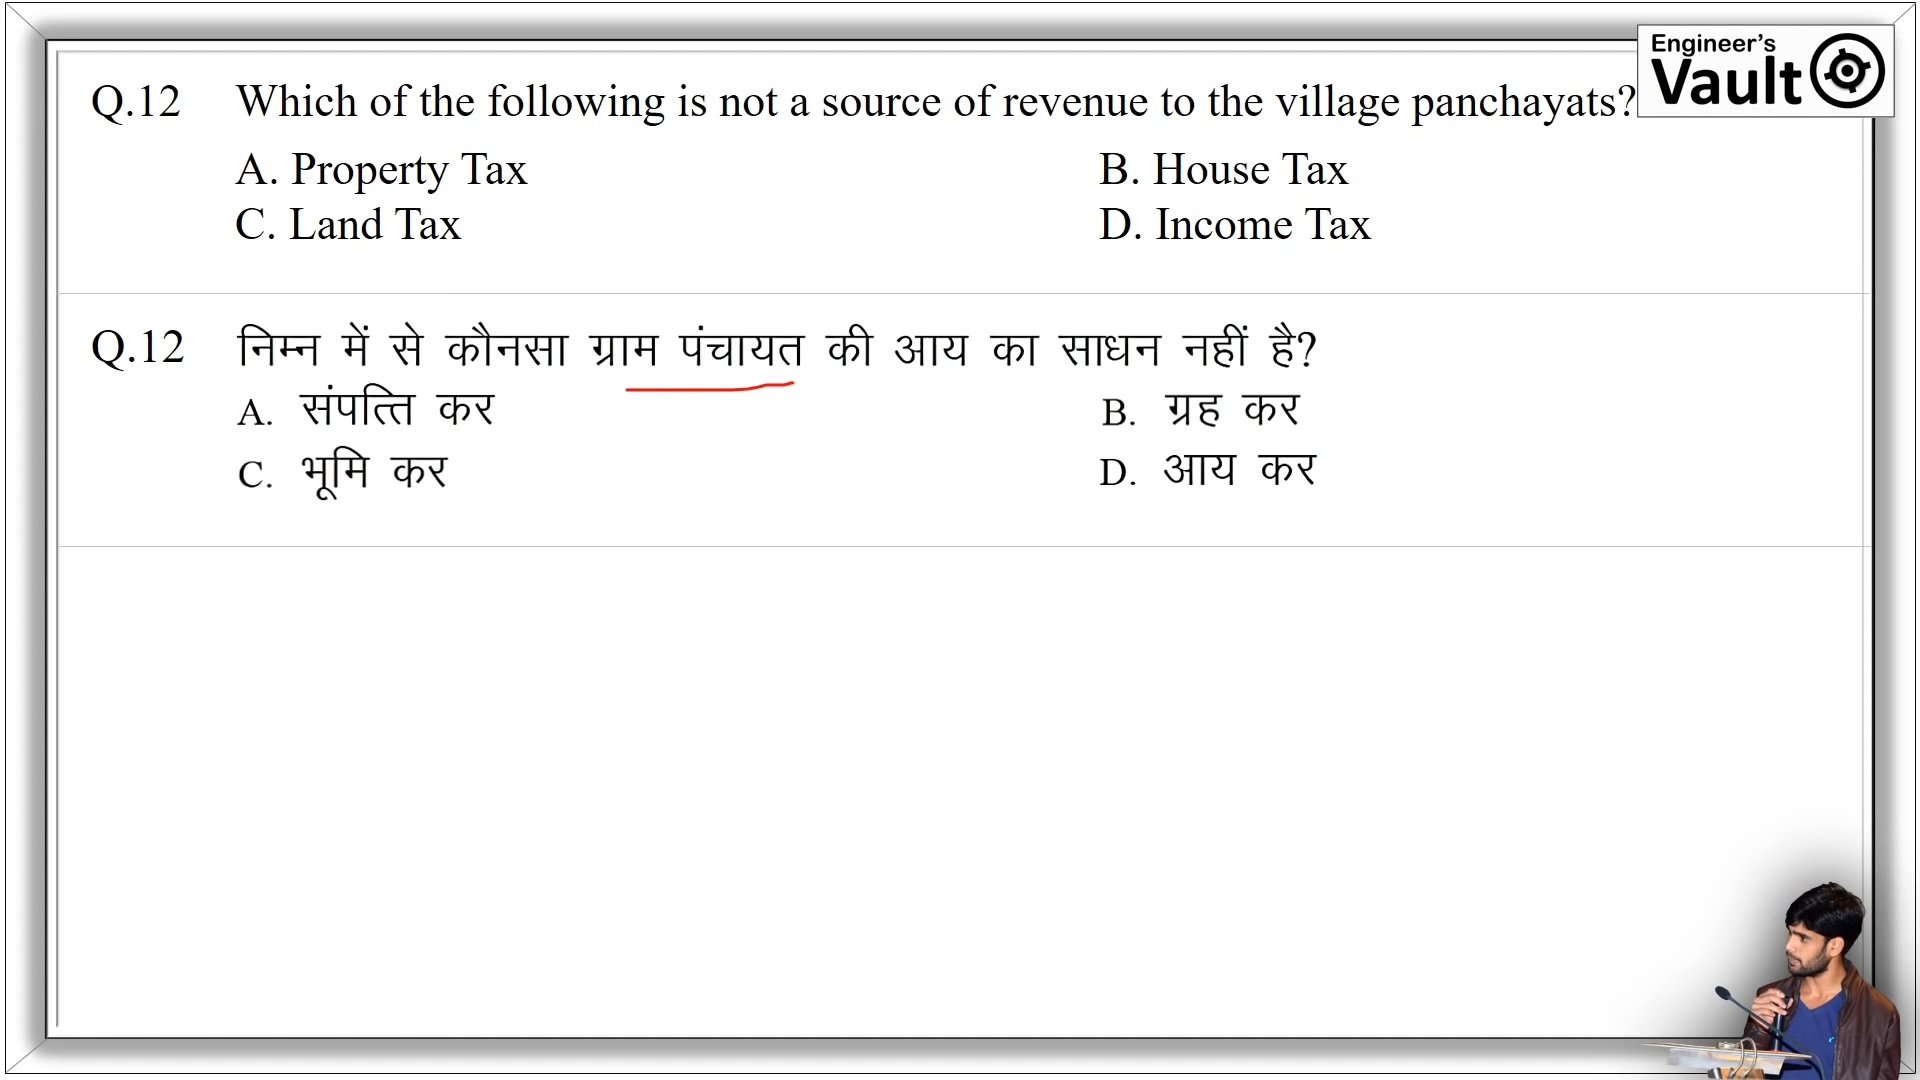 Engineer's
Vault
Q.12 Which of the following is not a source of revenue to the village panchayats?
A. Property Tax B. House Tax
C. Land Tax D. Income Tax
Q.12 निम्न में से कौनसा ग्राम पंचायत की आय का साधन नहीं है?
A. संपत्ति कर B. ग्रह कर
C. भूमि कर D. आय कर